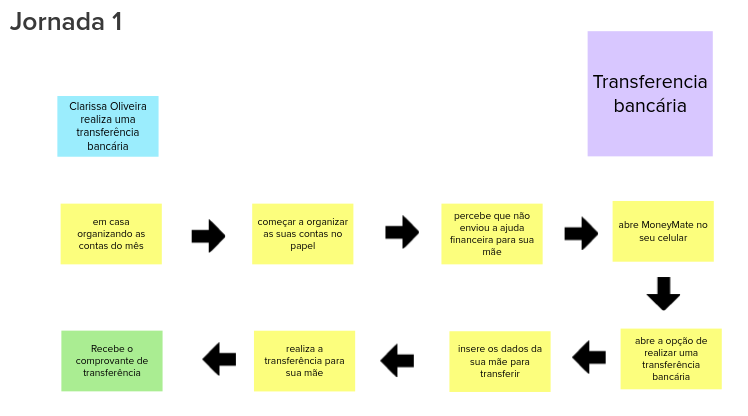 Jornada 1
Transferencia
bancária
Clarissa Oliveira
realiza uma
transferência
bancária
em casa
organizando as
contas do mês
começar a organizar
as suas contas no
papel
percebe que não
enviou a ajuda
financeira para sua
mãe
abre MoneyMate no
seu celular
abre a opção de
realizar uma
transferência
bancária
insere os dados da
sua mãe para
transferir
realiza a
transferência para
sua mãe
Recebe o
comprovante de
transferência